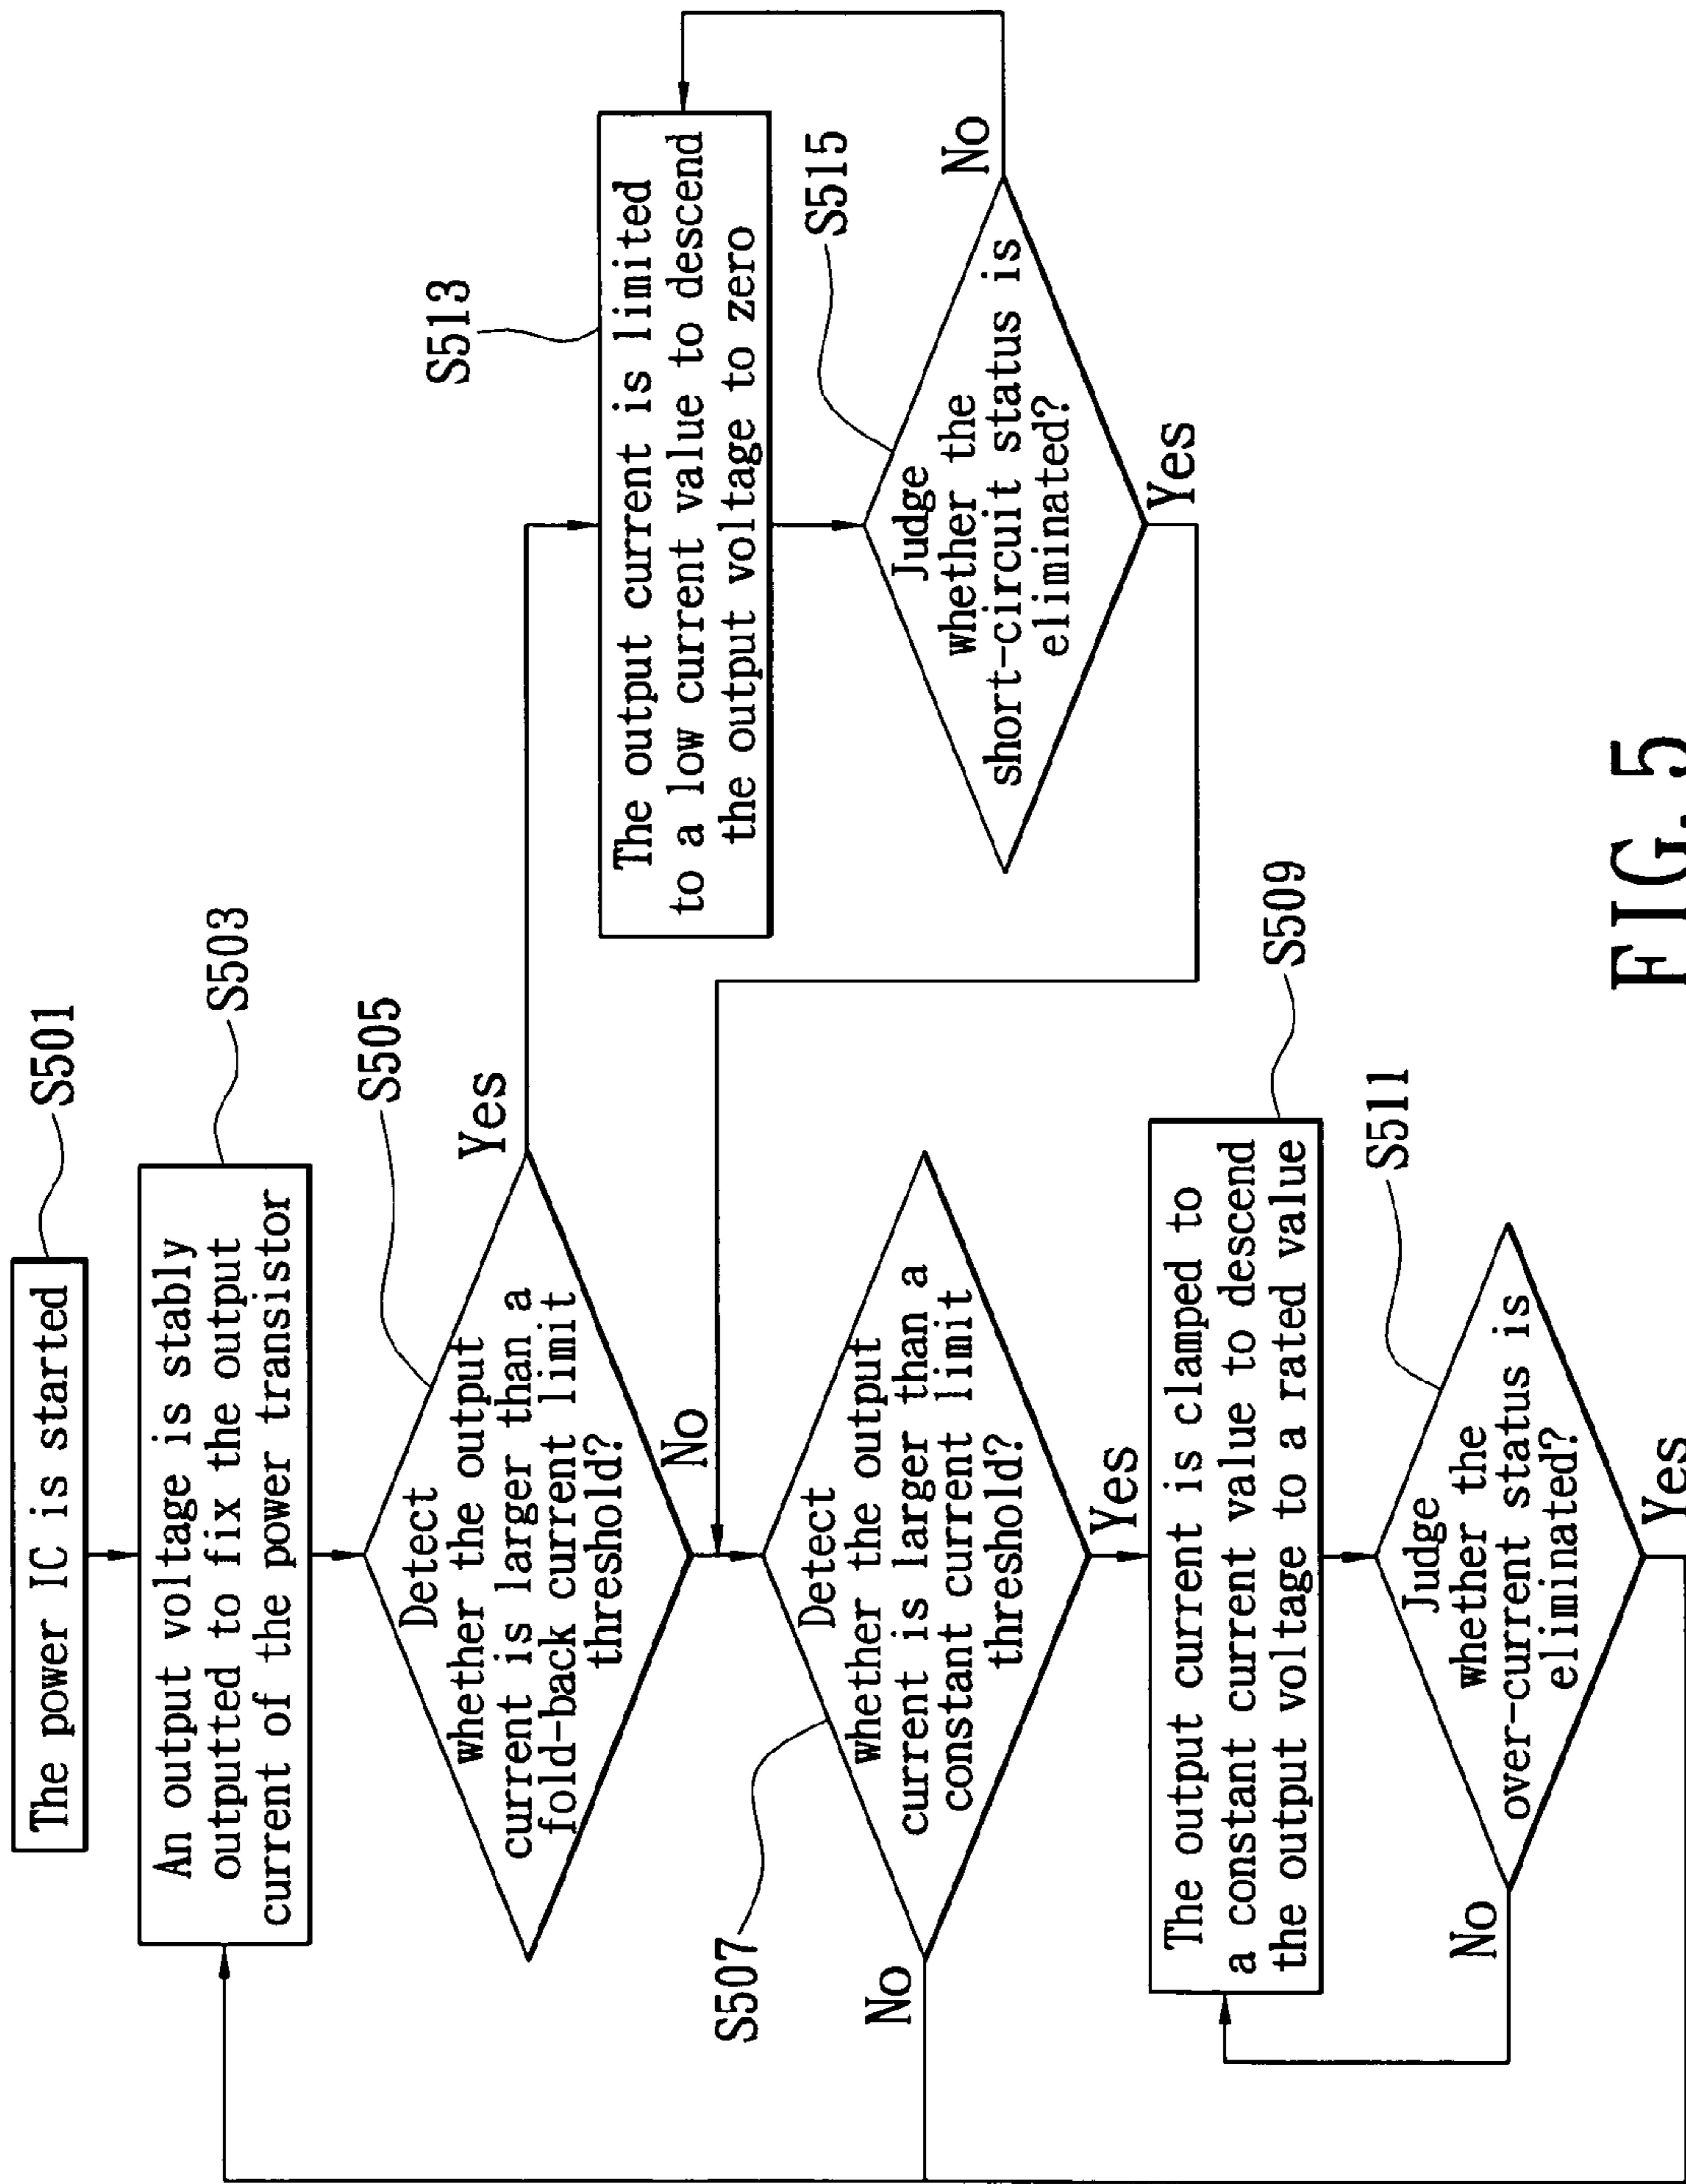 The power IC is started
S501
An output voltage is stably
outputted to fix the output
current of the power transistor
S503
Detect
whether the output
current is larger than a
fold-back current limit
threshold?
S505
Yes
No
The output current is limited
to a low current value to descend
the output voltage to zero
S513
Judge
whether the
short-circuit status is
eliminated?
S515
No
Yes
Detect
whether the output
current is larger than a
constant current limit
threshold?
S507
No
Yes
The output current is clamped to
a constant current value to descend
the output voltage to a rated value
S509
Judge
whether the
over-current status is
eliminated?
S511
No
Yes
FIG. 5